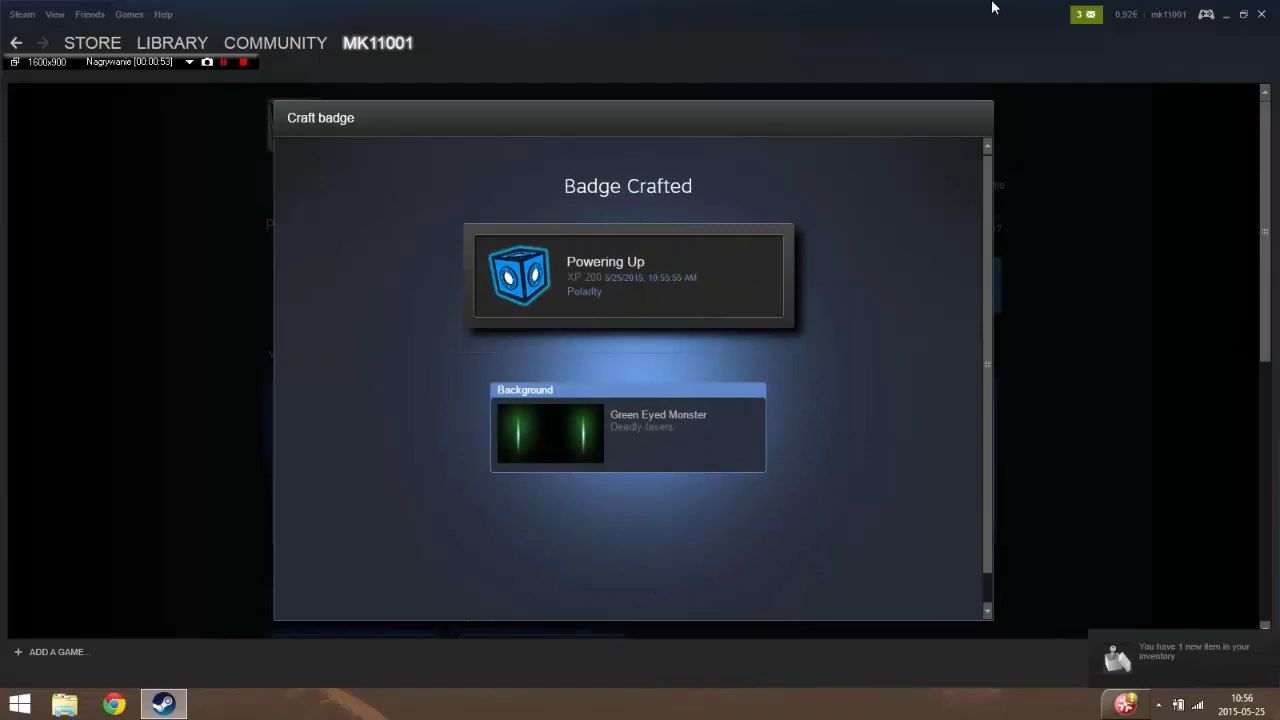 Steam View Friends Games Help
3 0,92€ mk11001
STORE LIBRARY COMMUNITY MK11001
1600x900 Nagrywanie [00:00:53]
Craft badge
Badge Crafted
Powering Up
XP 200 5/25/2015, 10:55:55 AM
Polarity
Background
Green Eyed Monster
Deadly lasers.
+ ADD A GAME...
You have 1 new item in your
inventory
10:56
2015-05-25